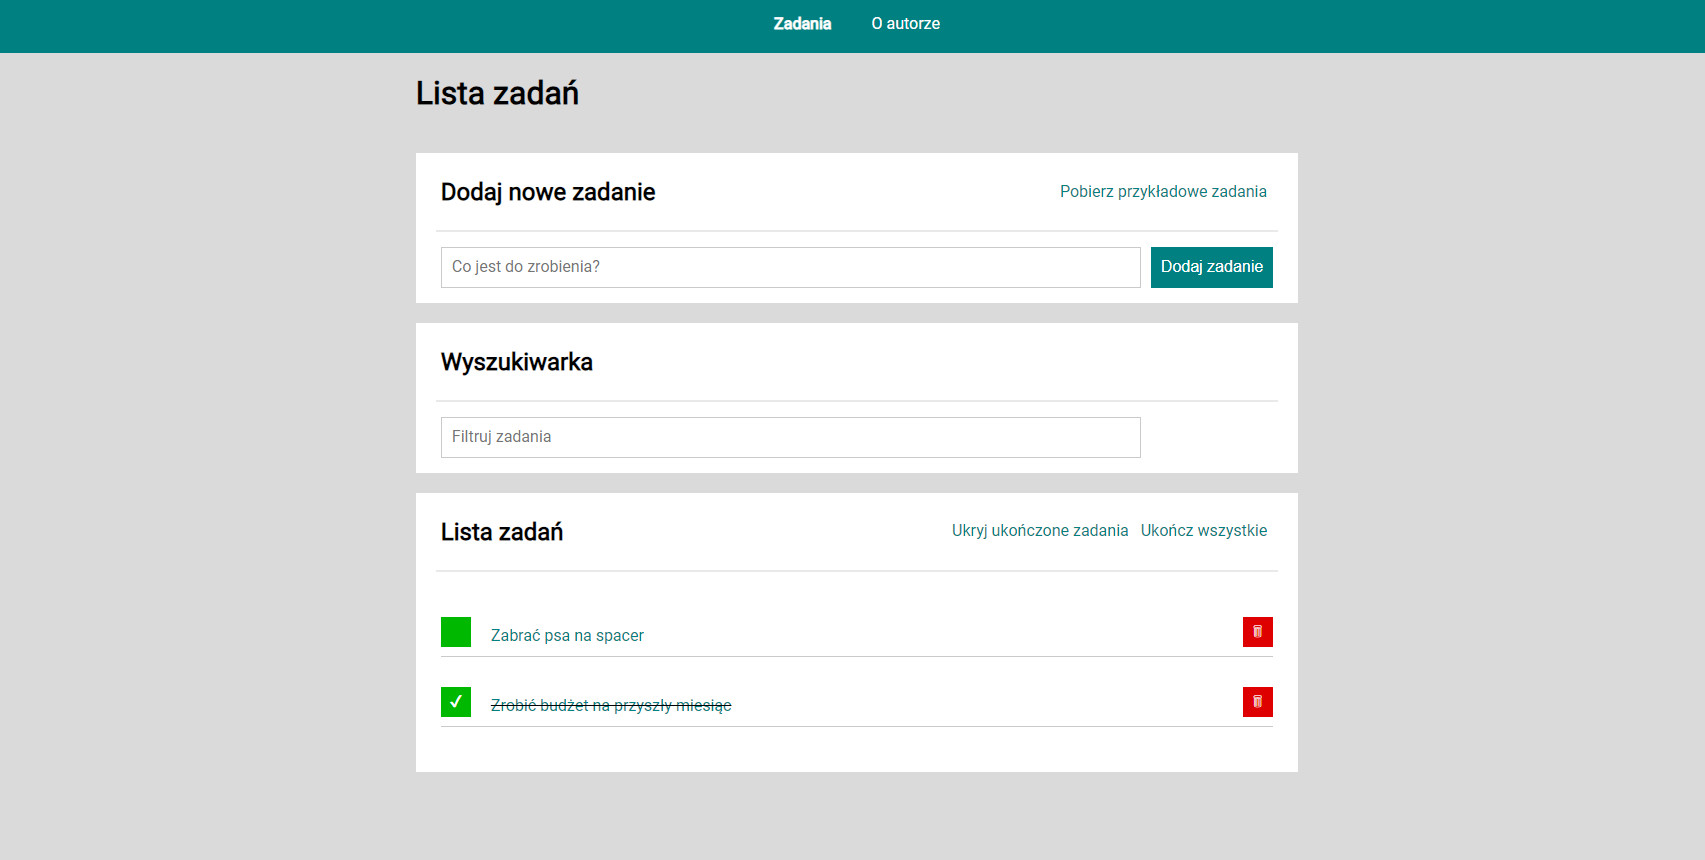 Zadania O autorze
Lista zadań
Dodaj nowe zadanie Pobierz przykładowe zadania
Co jest do zrobienia? Dodaj zadanie
Wyszukiwarka
Filtruj zadania
Lista zadań Ukryj ukończone zadania Ukończ wszystkie
Zabrać psa na spacer
Zrobić budżet na przyszły miesiąc